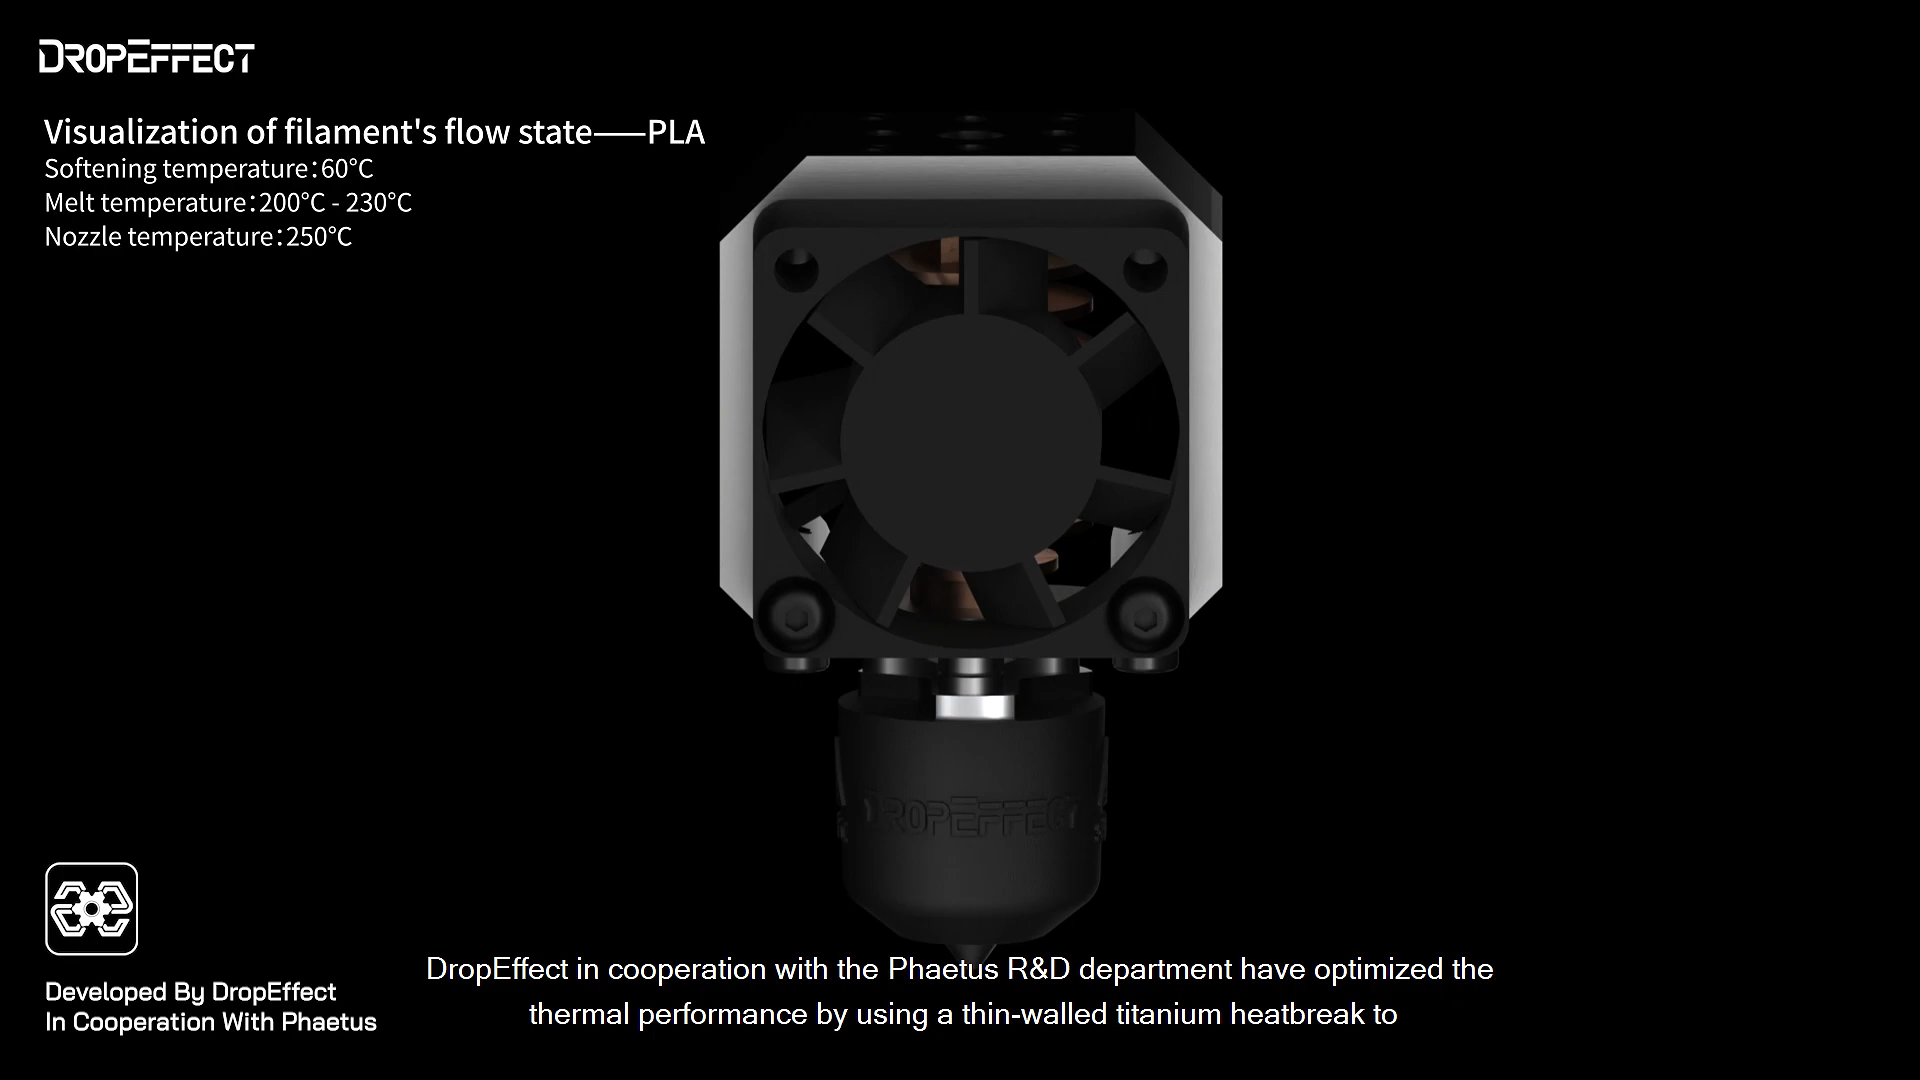 DROPEFFECT
Visualization of filament's flow state——PLA
Softening temperature:60°C
Melt temperature:200°C - 230°C
Nozzle temperature:250°C
DROPEFFECT
Developed By DropEffect
In Cooperation With Phaetus
DropEffect in cooperation with the Phaetus R&D department have optimized the
thermal performance by using a thin-walled titanium heatbreak to